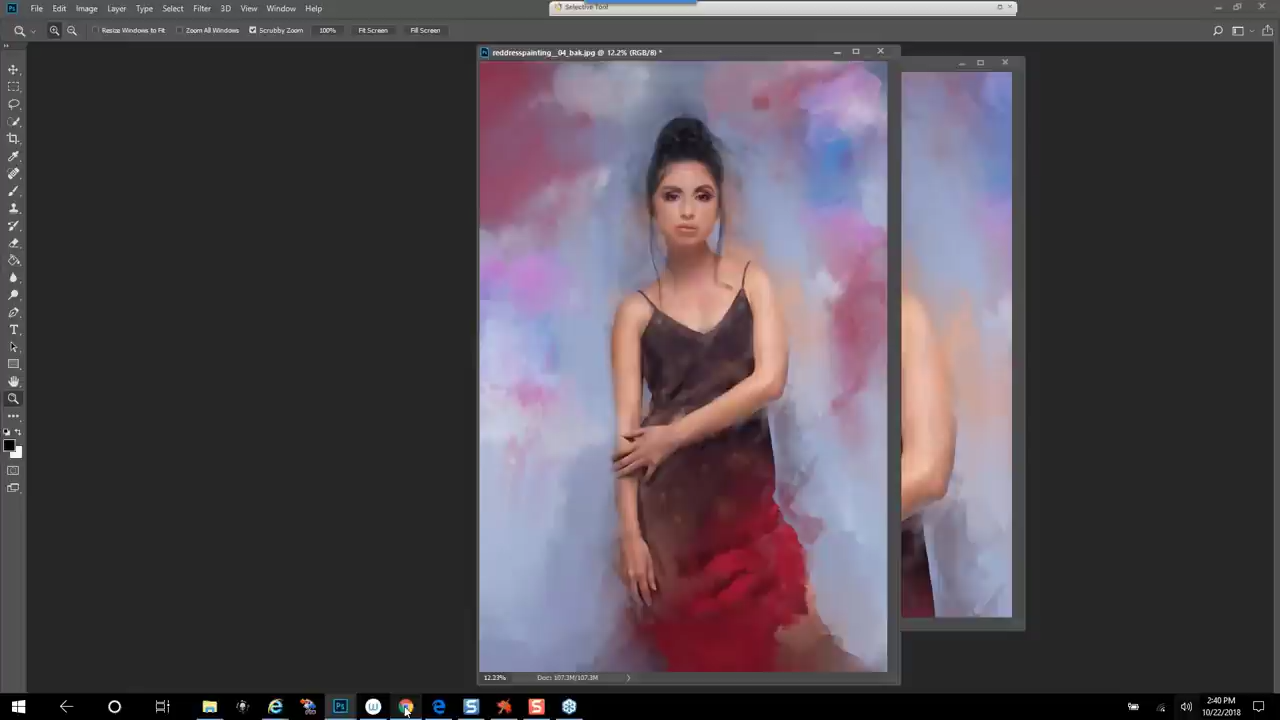 Selective Tool
File Edit Image Layer Type Select Filter 3D View Window Help
Resize Windows to Fit Zoom All Windows Scrubby Zoom 100% Fit Screen Fill Screen
reddresspainting__04_bak.jpg @ 12.2% (RGB/8) *
12.23% Doc: 107.3M/107.3M
2:40 PM
10/22/2018